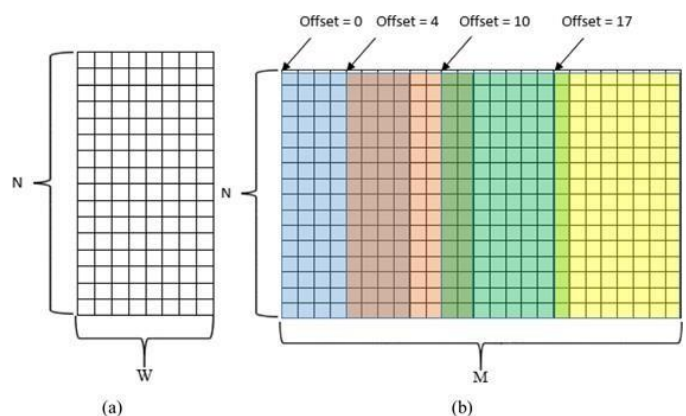 Offset = 0 Offset = 4 Offset = 10 Offset = 17
N
N
W
M
(a)
(b)